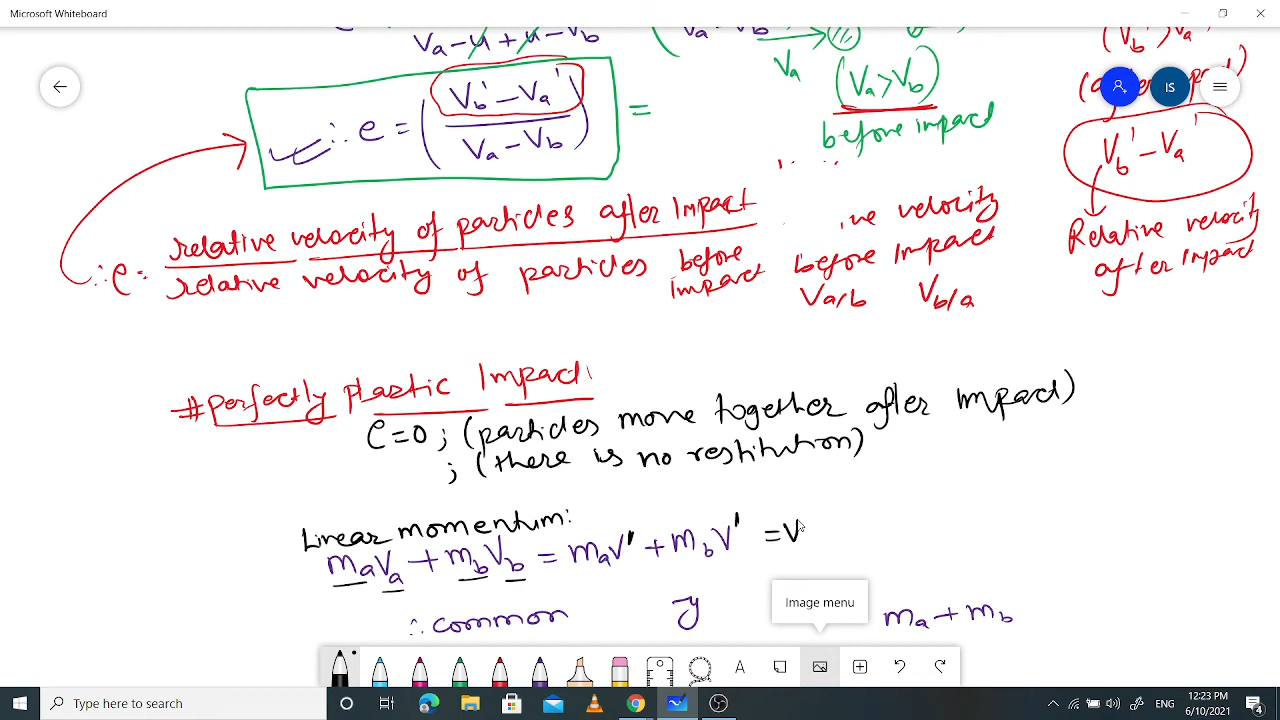 Microsoft Whiteboard
Va - u + u - Vb
Va
(Va > Vb)
before impact
∴ e = ( Vb' - Va' / Va - Vb ) =
IS
Vb' - Va'
Relative velocity
after impact
∴ e = relative velocity of particles after impact
relative velocity of particles before impact
velocity
before impact
Va/b Vb/a
# Perfectly plastic Impact:
e = 0 ; (particles move together after impact)
; (there is no restitution)
Linear momentum:
maVa + mbVb = maV' + mbV' = V
∴ common y ma + mb
Image menu
Type here to search
ENG
12:23 PM
6/10/2021
4